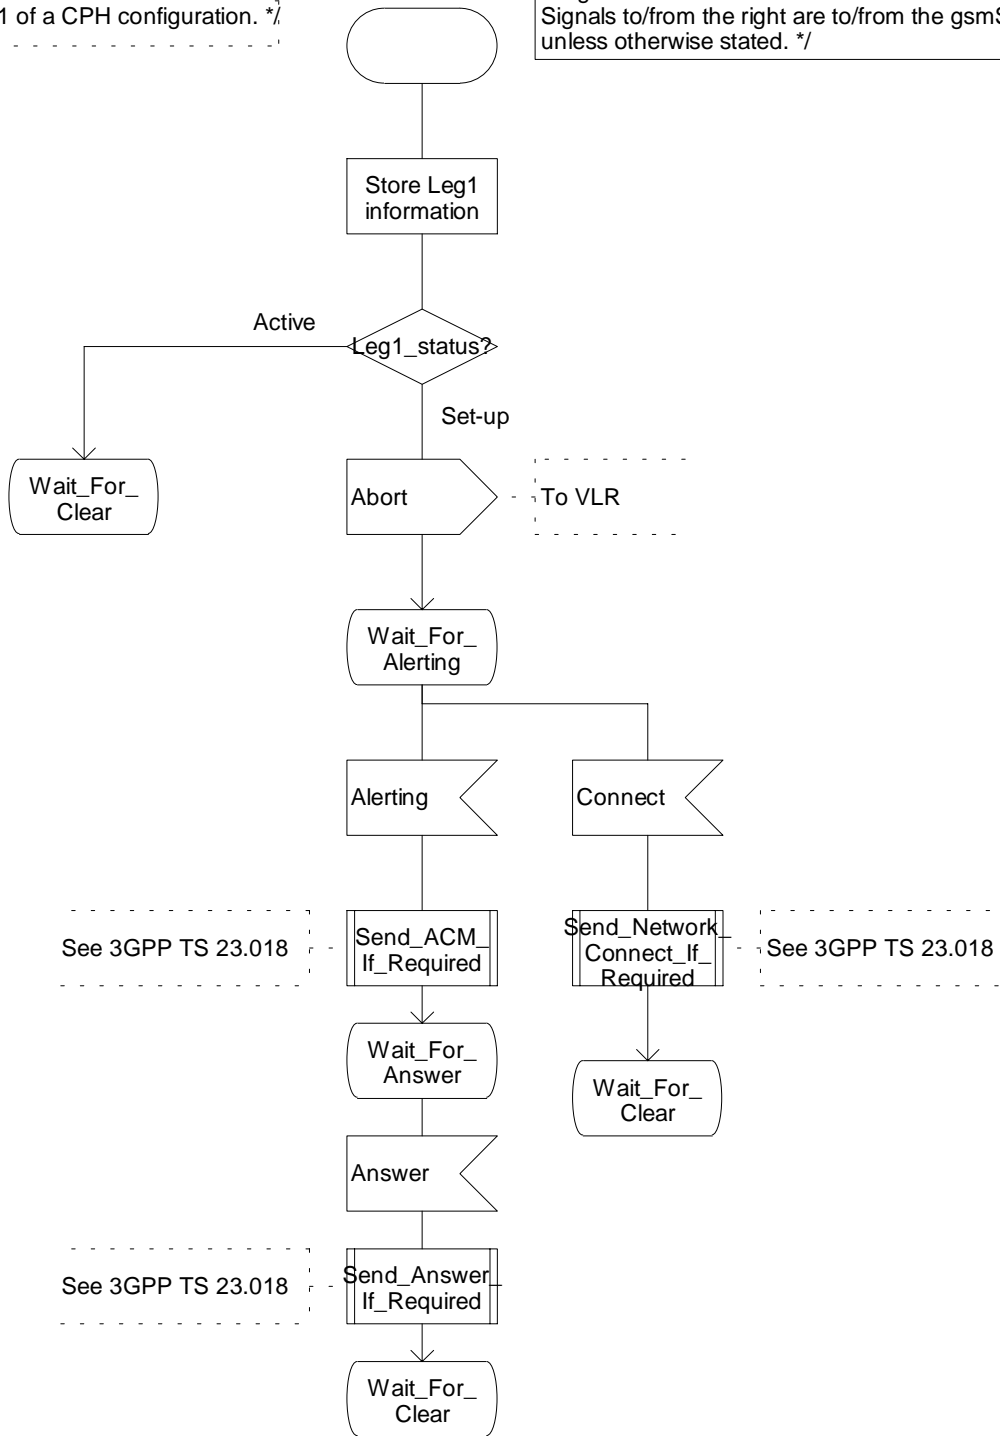 1 of a CPH configuration. */
Signals to/from the right are to/from the gsmS
unless otherwise stated. */
Store Leg1
information
Active
Leg1_status?
Set-up
Wait_For_
Clear
Abort
To VLR
Wait_For_
Alerting
Alerting
Connect
See 3GPP TS 23.018
Send_ACM_
If_Required
Send_Network_
Connect_If_
Required
See 3GPP TS 23.018
Wait_For_
Answer
Wait_For_
Clear
Answer
See 3GPP TS 23.018
Send_Answer_
If_Required
Wait_For_
Clear